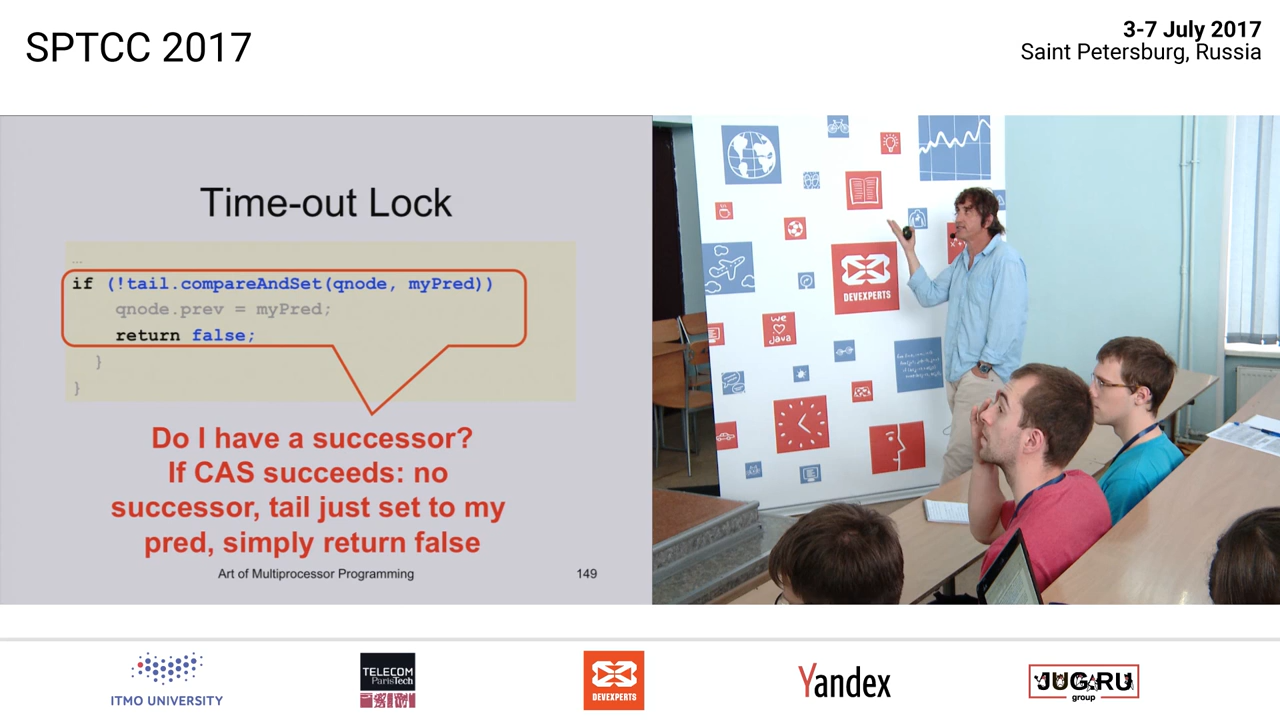 SPTCC 2017
3-7 July 2017
Saint Petersburg, Russia
Time-out Lock
...
if (!tail.compareAndSet(qnode, myPred))
qnode.prev = myPred;
return false;
}
}
Do I have a successor?
If CAS succeeds: no
successor, tail just set to my
pred, simply return false
Art of Multiprocessor Programming
149
DEVEXPERTS
we
java
ITMO UNIVERSITY
TELECOM
ParisTech
DEVEXPERTS
Yandex
JUG.RU
group